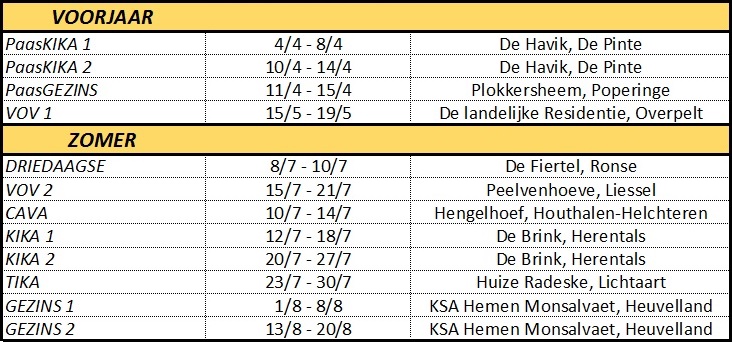 VOORJAAR
PaasKIKA 1 4/4 - 8/4 De Havik, De Pinte
PaasKIKA 2 10/4 - 14/4 De Havik, De Pinte
PaasGEZINS 11/4 - 15/4 Plokkersheem, Poperinge
VOV 1 15/5 - 19/5 De landelijke Residentie, Overpelt
ZOMER
DRIEDAAGSE 8/7 - 10/7 De Fiertel, Ronse
VOV 2 15/7 - 21/7 Peelvenhoeve, Liessel
CAVA 10/7 - 14/7 Hengelhoef, Houthalen-Helchteren
KIKA 1 12/7 - 18/7 De Brink, Herentals
KIKA 2 20/7 - 27/7 De Brink, Herentals
TIKA 23/7 - 30/7 Huize Radeske, Lichtaart
GEZINS 1 1/8 - 8/8 KSA Hemen Monsalvaet, Heuvelland
GEZINS 2 13/8 - 20/8 KSA Hemen Monsalvaet, Heuvelland